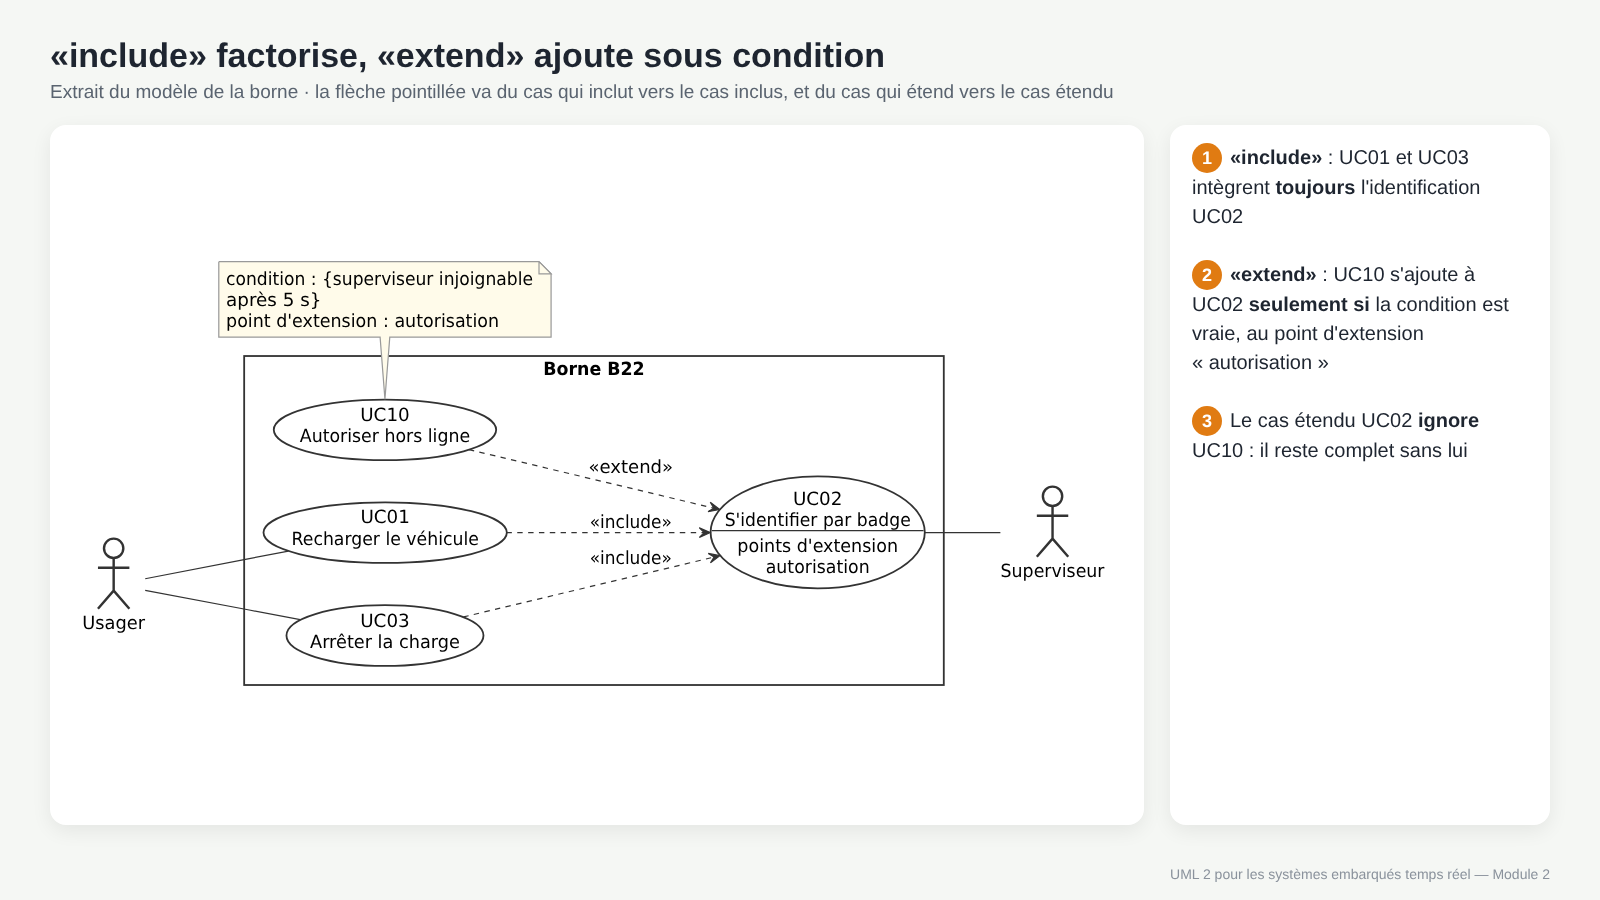 «include» factorise, «extend» ajoute sous condition
Extrait du modèle de la borne · la flèche pointillée va du cas qui inclut vers le cas inclus, et du cas qui étend vers le cas étendu
condition : {superviseur injoignable
après 5 s}
point d'extension : autorisation
Borne B22
UC10
Autoriser hors ligne
«extend»
UC01
Recharger le véhicule
«include»
«include»
UC02
S'identifier par badge
points d'extension
autorisation
UC03
Arrêter la charge
Usager
Superviseur
1 «include» : UC01 et UC03
intègrent toujours l'identification
UC02
2 «extend» : UC10 s'ajoute à
UC02 seulement si la condition est
vraie, au point d'extension
« autorisation »
3 Le cas étendu UC02 ignore
UC10 : il reste complet sans lui
UML 2 pour les systèmes embarqués temps réel — Module 2